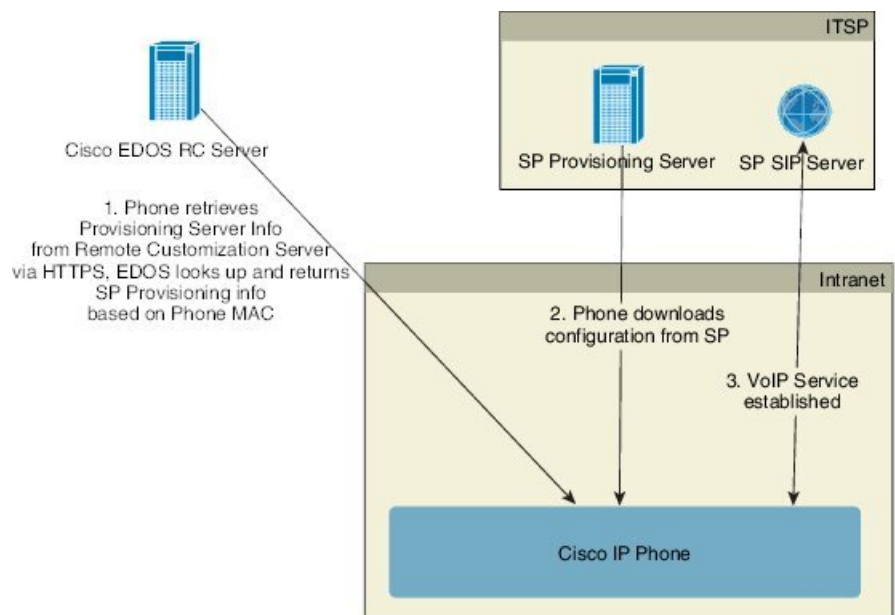 ITSP
Cisco EDOS RC Server
SP Provisioning Server
SP SIP Server
1. Phone retrieves
Provisioning Server Info
from Remote Customization Server
via HTTPS, EDOS looks up and returns
SP Provisioning info
based on Phone MAC
Intranet
2. Phone downloads
configuration from SP
3. VoIP Service
established
Cisco IP Phone